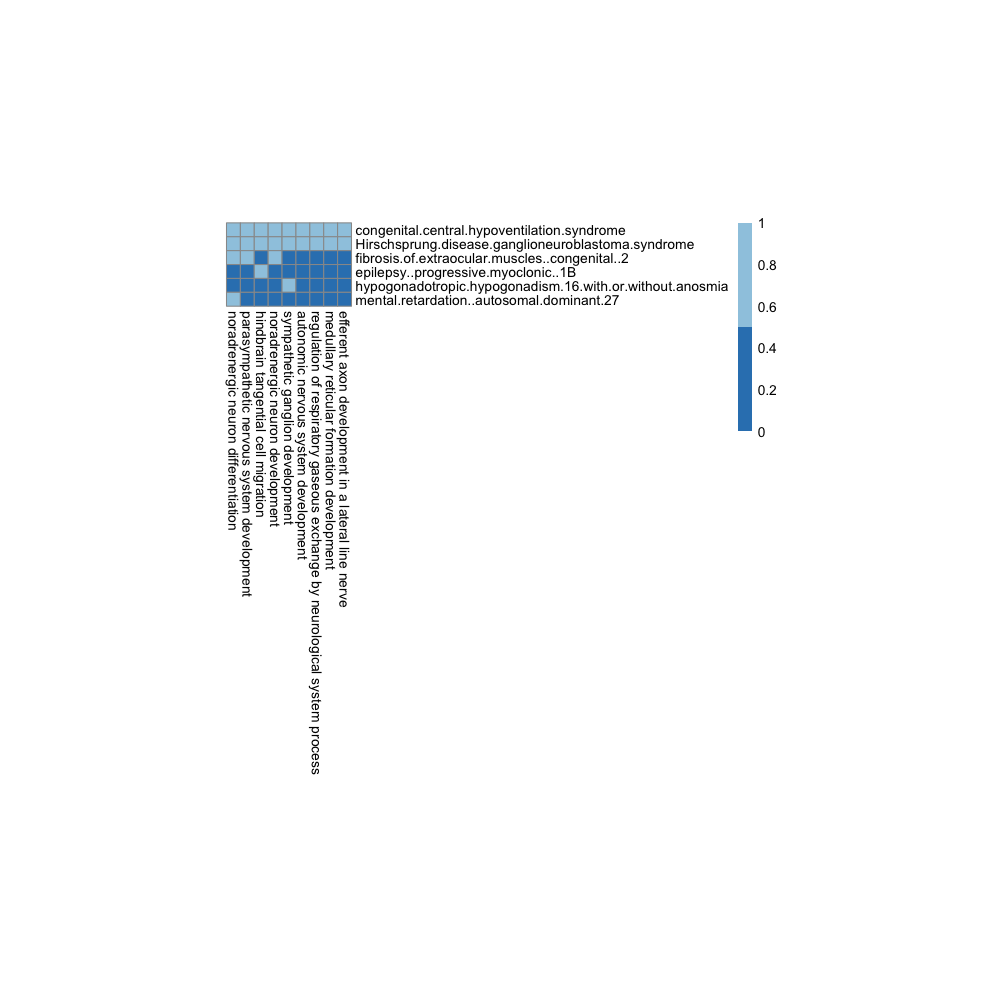 congenital.central.hypoventilation.syndrome
Hirschsprung.disease.ganglioneuroblastoma.syndrome
fibrosis.of.extraocular.muscles..congenital..2
epilepsy..progressive.myoclonic..1B
hypogonadotropic.hypogonadism.16.with.or.without.anosmia
mental.retardation..autosomal.dominant.27
noradrenergic neuron differentiation
parasympathetic nervous system development
hindbrain tangential cell migration
noradrenergic neuron development
sympathetic ganglion development
autonomic nervous system development
regulation of respiratory gaseous exchange by neurological system process
medullary reticular formation development
efferent axon development in a lateral line nerve
1
0.8
0.6
0.4
0.2
0